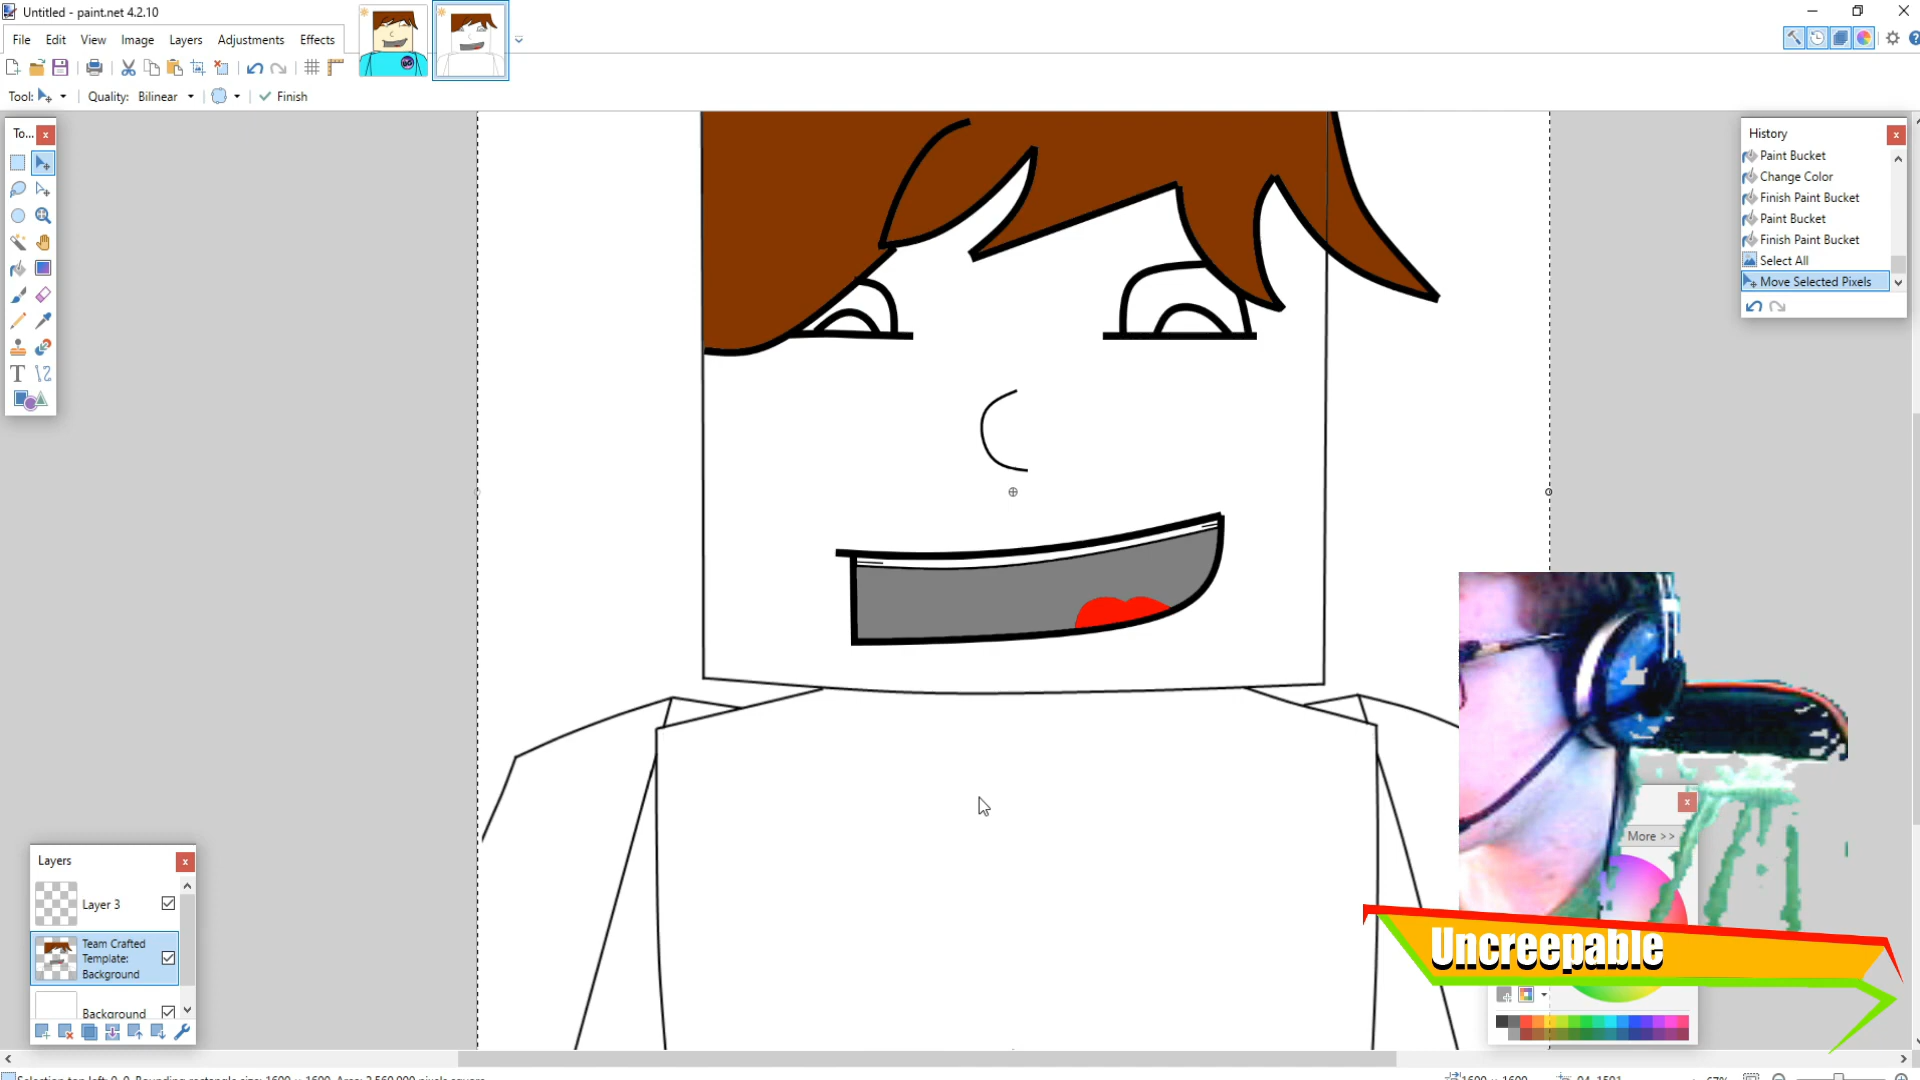 Untitled - paint.net 4.2.10
File Edit View Image Layers Adjustments Effects
Tool: Quality: Bilinear Finish
To...
History
Paint Bucket
Change Color
Finish Paint Bucket
Paint Bucket
Finish Paint Bucket
Select All
Move Selected Pixels
Layers
Layer 3
Team Crafted
Template:
Background
Background
More >>
Uncreepable